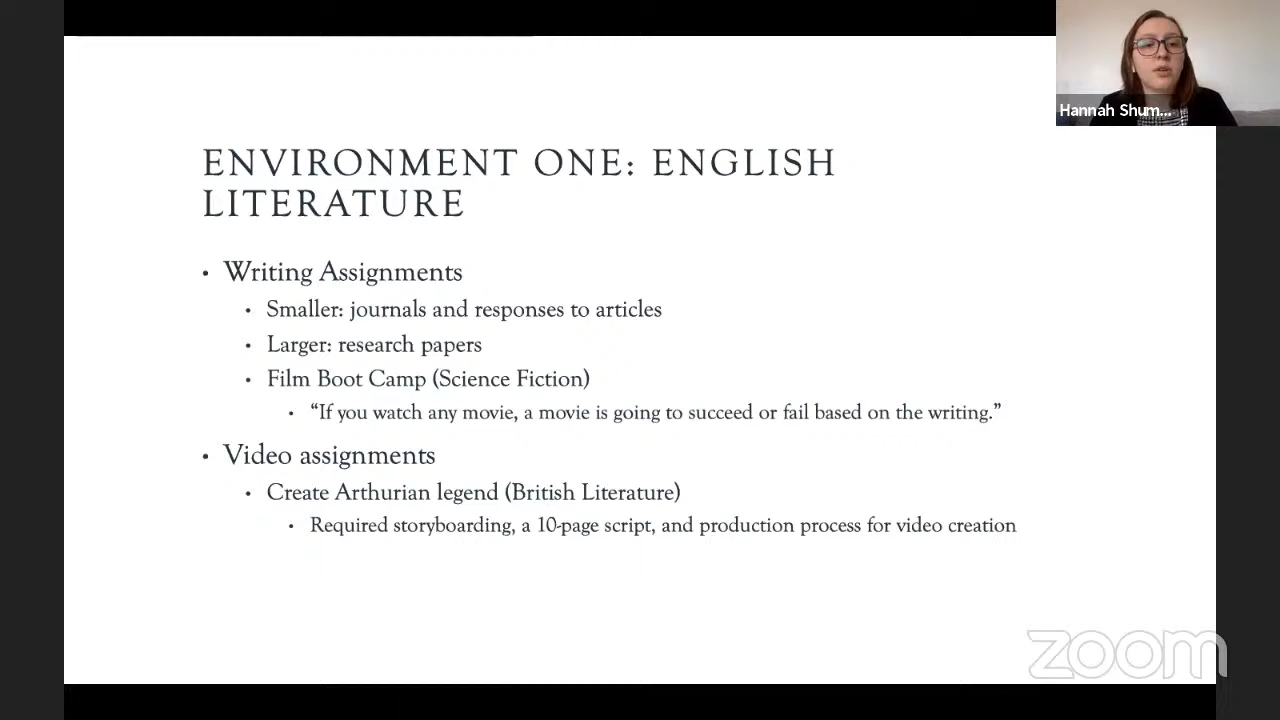 Hannah Shum...
ENVIRONMENT ONE: ENGLISH
LITERATURE
• Writing Assignments
• Smaller: journals and responses to articles
• Larger: research papers
• Film Boot Camp (Science Fiction)
• “If you watch any movie, a movie is going to succeed or fail based on the writing.”
• Video assignments
• Create Arthurian legend (British Literature)
• Required storyboarding, a 10-page script, and production process for video creation
zoom